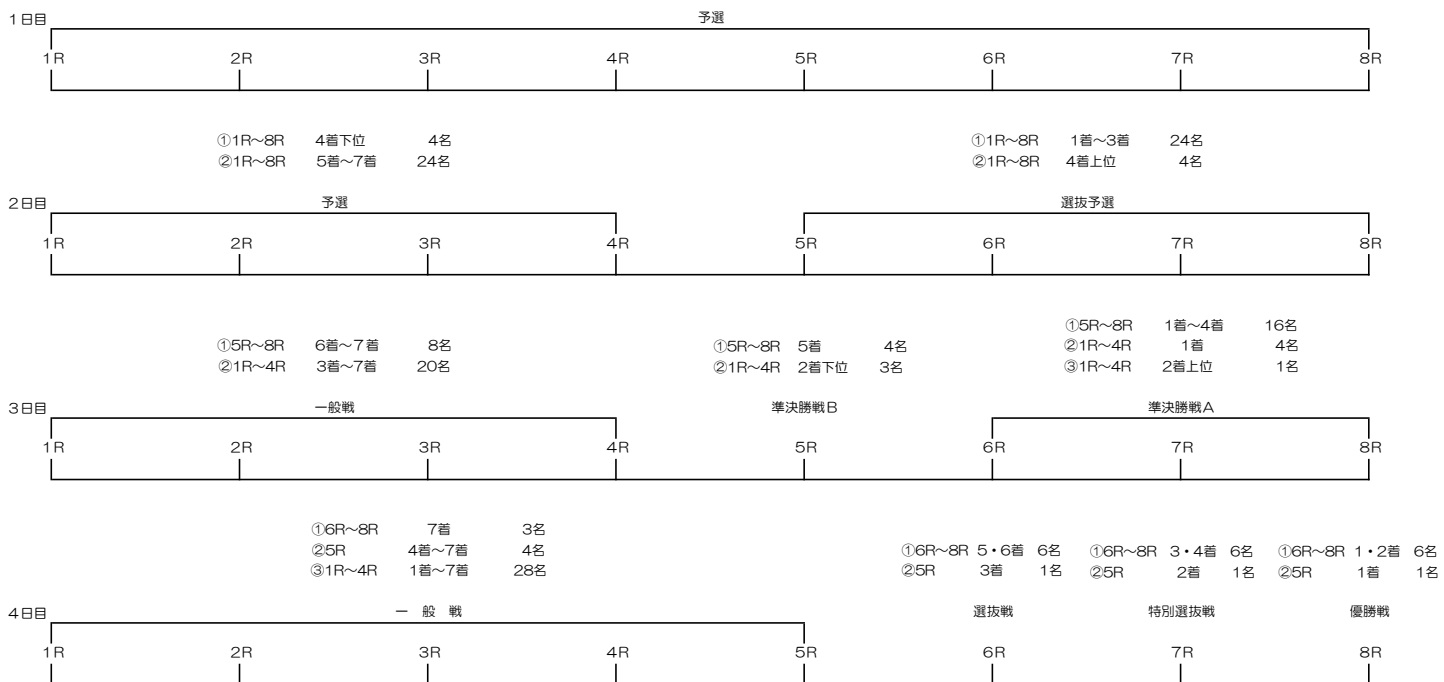 1日目
予選
1R 2R 3R 4R 5R 6R 7R 8R
①1R～8R 4着下位 4名
②1R～8R 5着～7着 24名
①1R～8R 1着～3着 24名
②1R～8R 4着上位 4名
2日目
予選 選抜予選
1R 2R 3R 4R 5R 6R 7R 8R
①5R～8R 6着～7着 8名
②1R～4R 3着～7着 20名
①5R～8R 5着 4名
②1R～4R 2着下位 3名
①5R～8R 1着～4着 16名
②1R～4R 1着 4名
③1R～4R 2着上位 1名
3日目
一般戦 準決勝戦B 準決勝戦A
1R 2R 3R 4R 5R 6R 7R 8R
①6R～8R 7着 3名
②5R 4着～7着 4名
③1R～4R 1着～7着 28名
①6R～8R 5・6着 6名
②5R 3着 1名
①6R～8R 3・4着 6名
②5R 2着 1名
①6R～8R 1・2着 6名
②5R 1着 1名
4日目
一 般 戦 選抜戦 特別選抜戦 優勝戦
1R 2R 3R 4R 5R 6R 7R 8R